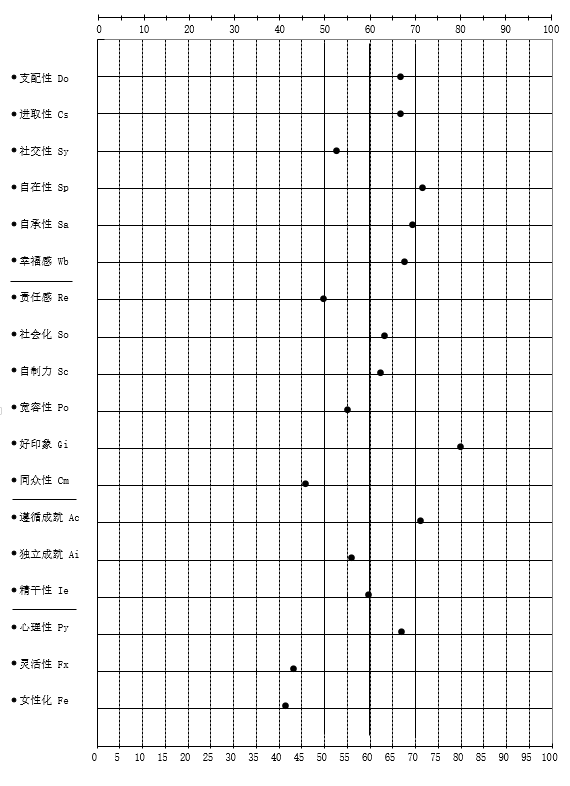 0 10 20 30 40 50 60 70 80 90 100
● 支配性 Do
● 进取性 Cs
● 社交性 Sy
● 自在性 Sp
● 自承性 Sa
● 幸福感 Wb
● 责任感 Re
● 社会化 So
● 自制力 Sc
● 宽容性 Po
● 好印象 Gi
● 同众性 Cm
● 遵循成就 Ac
● 独立成就 Ai
● 精干性 Ie
● 心理性 Py
● 灵活性 Fx
● 女性化 Fe
0 5 10 15 20 25 30 35 40 45 50 55 60 65 70 75 80 85 90 95 100